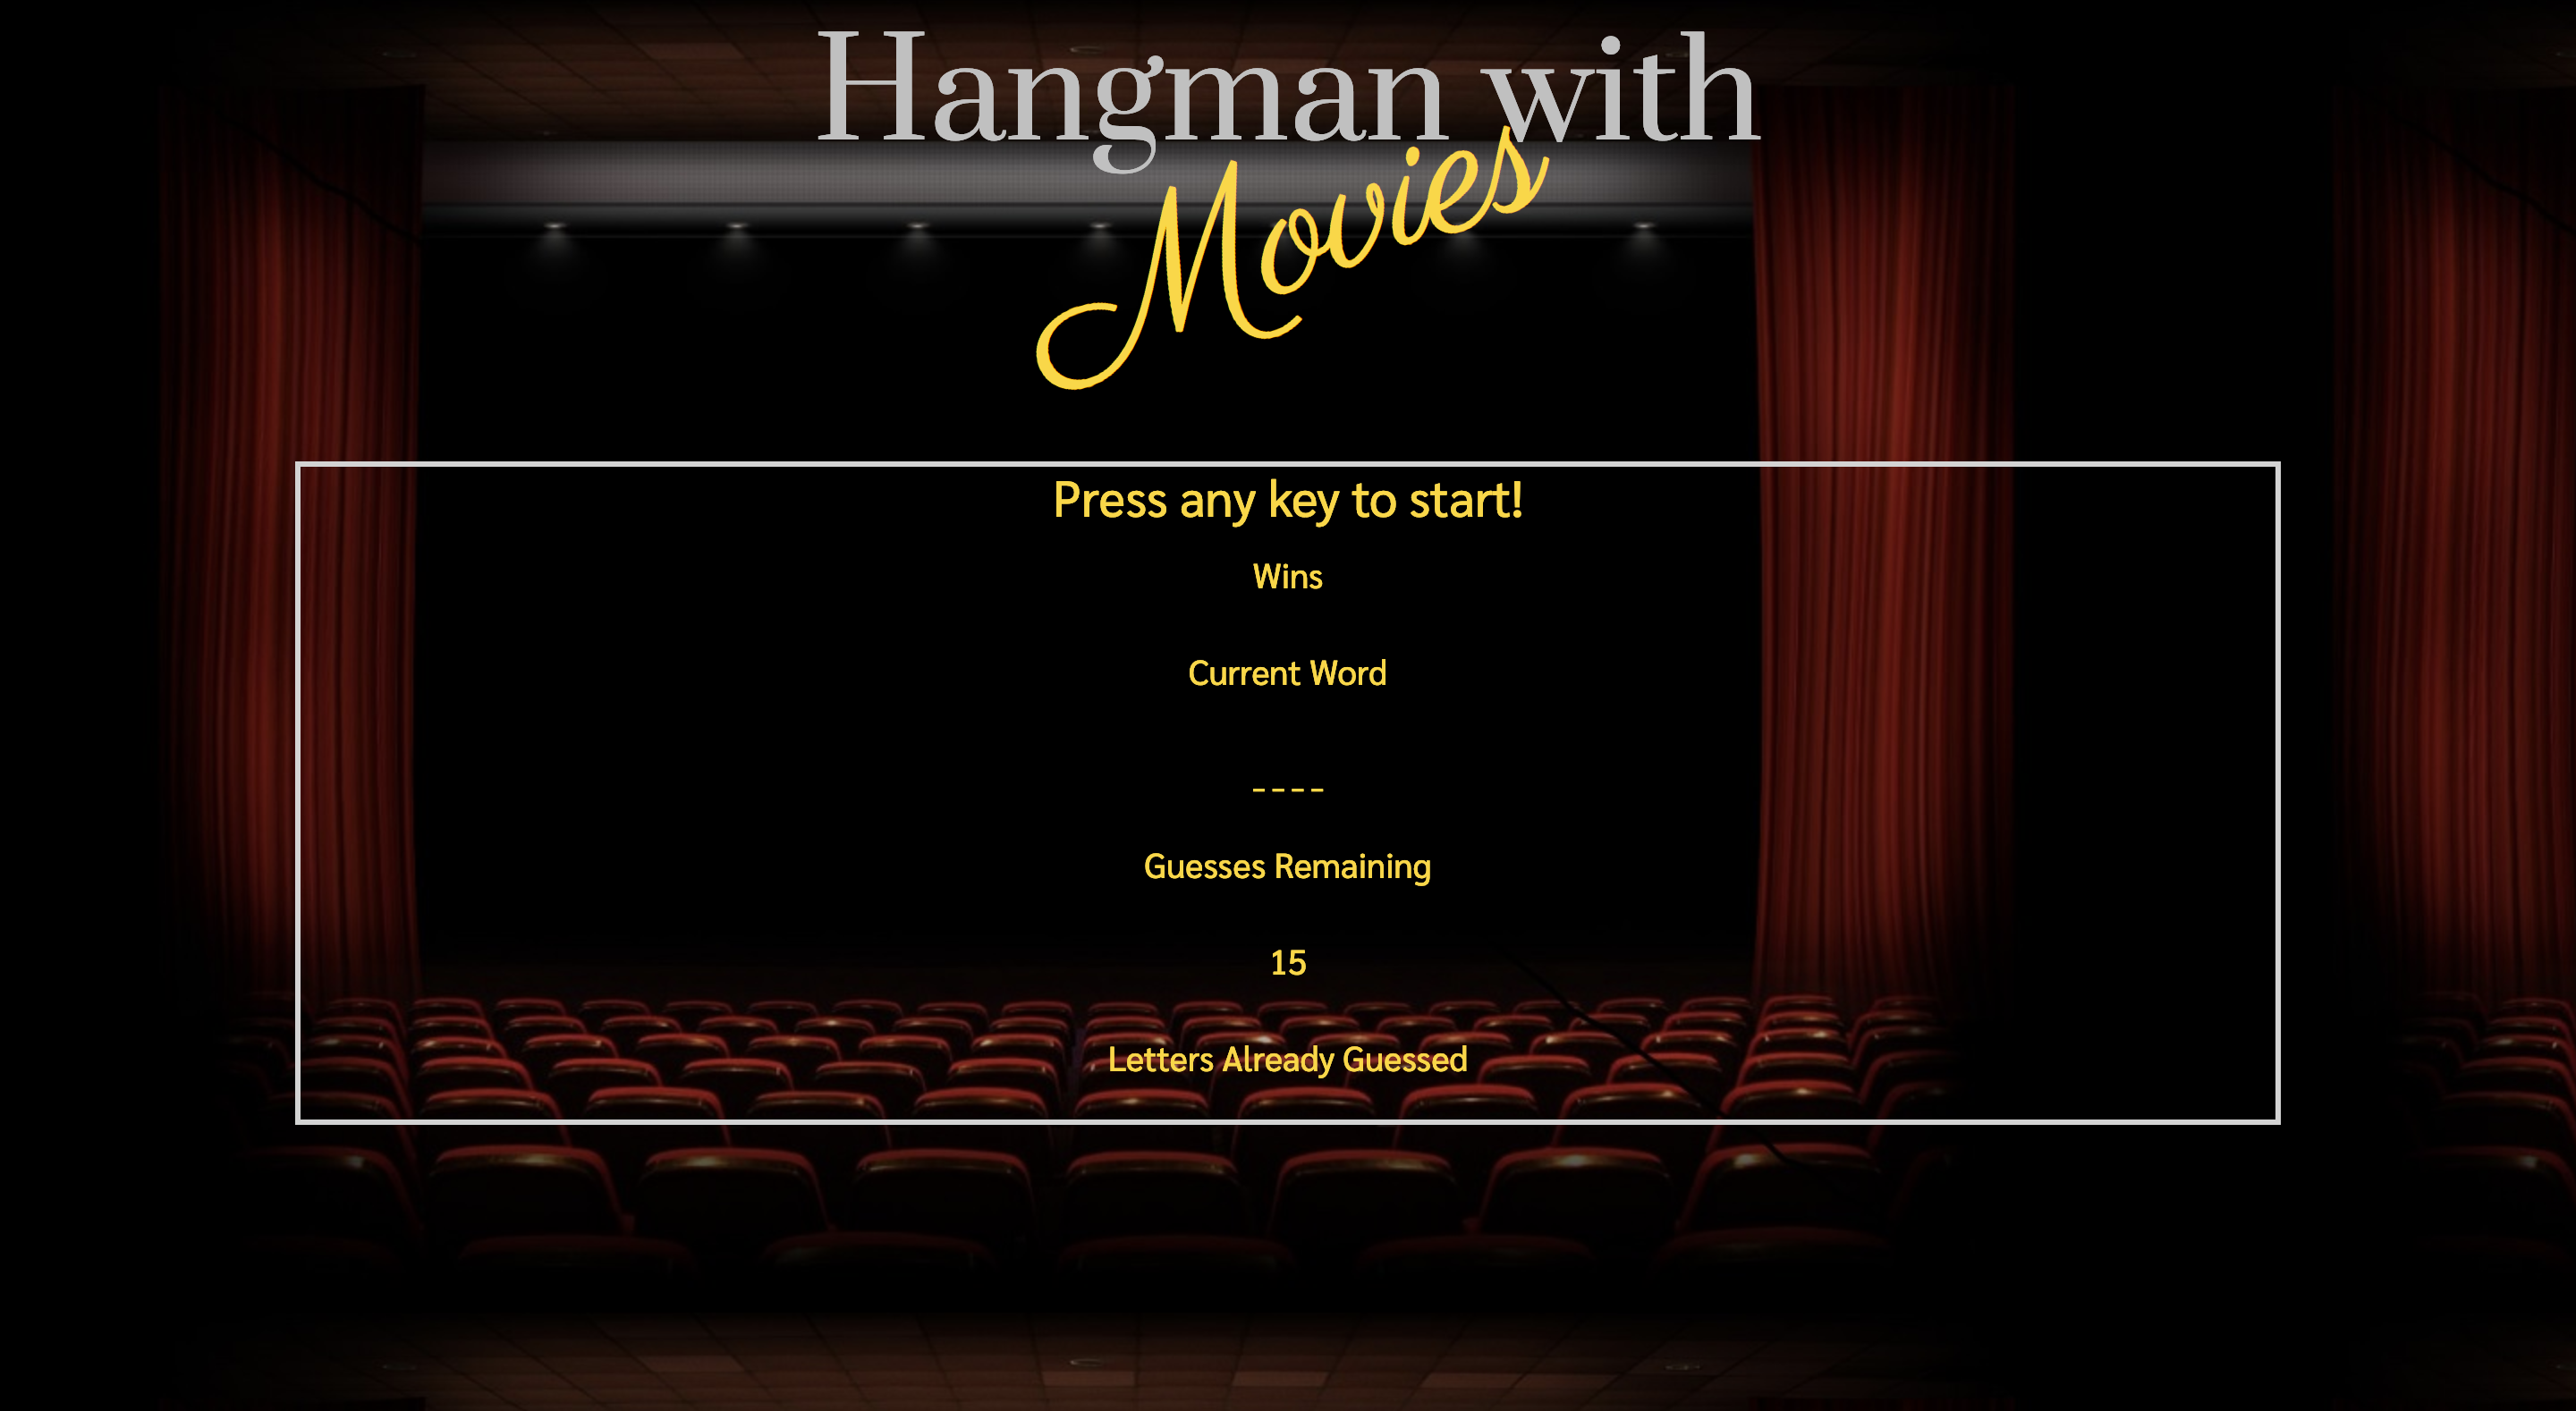 Hangman with
Movies
Press any key to start!
Wins
Current Word
----
Guesses Remaining
15
Letters Already Guessed